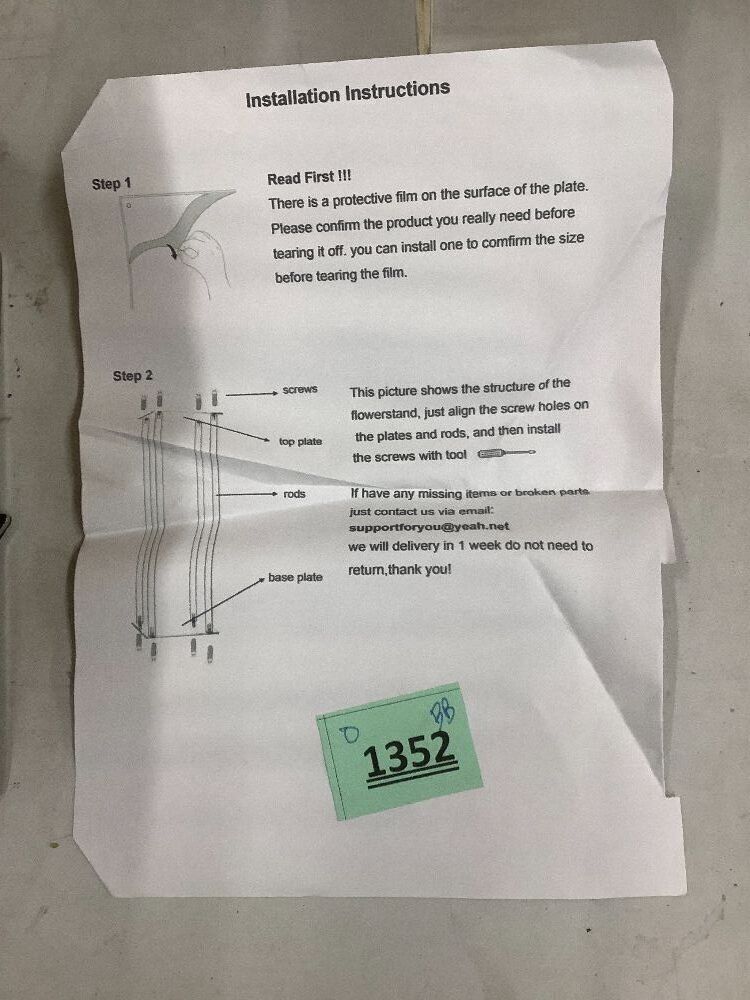 Installation Instructions
Step 1
Read First !!!
There is a protective film on the surface of the plate.
Please confirm the product you really need before
tearing it off. you can install one to comfirm the size
before tearing the film.
Step 2
screws
top plate
rods
base plate
This picture shows the structure of the
flowerstand, just align the screw holes on
the plates and rods, and then install
the screws with tool
If have any missing items or broken parts
just contact us via email:
supportforyou@yeah.net
we will delivery in 1 week do not need to
return,thank you!
O BB
1352